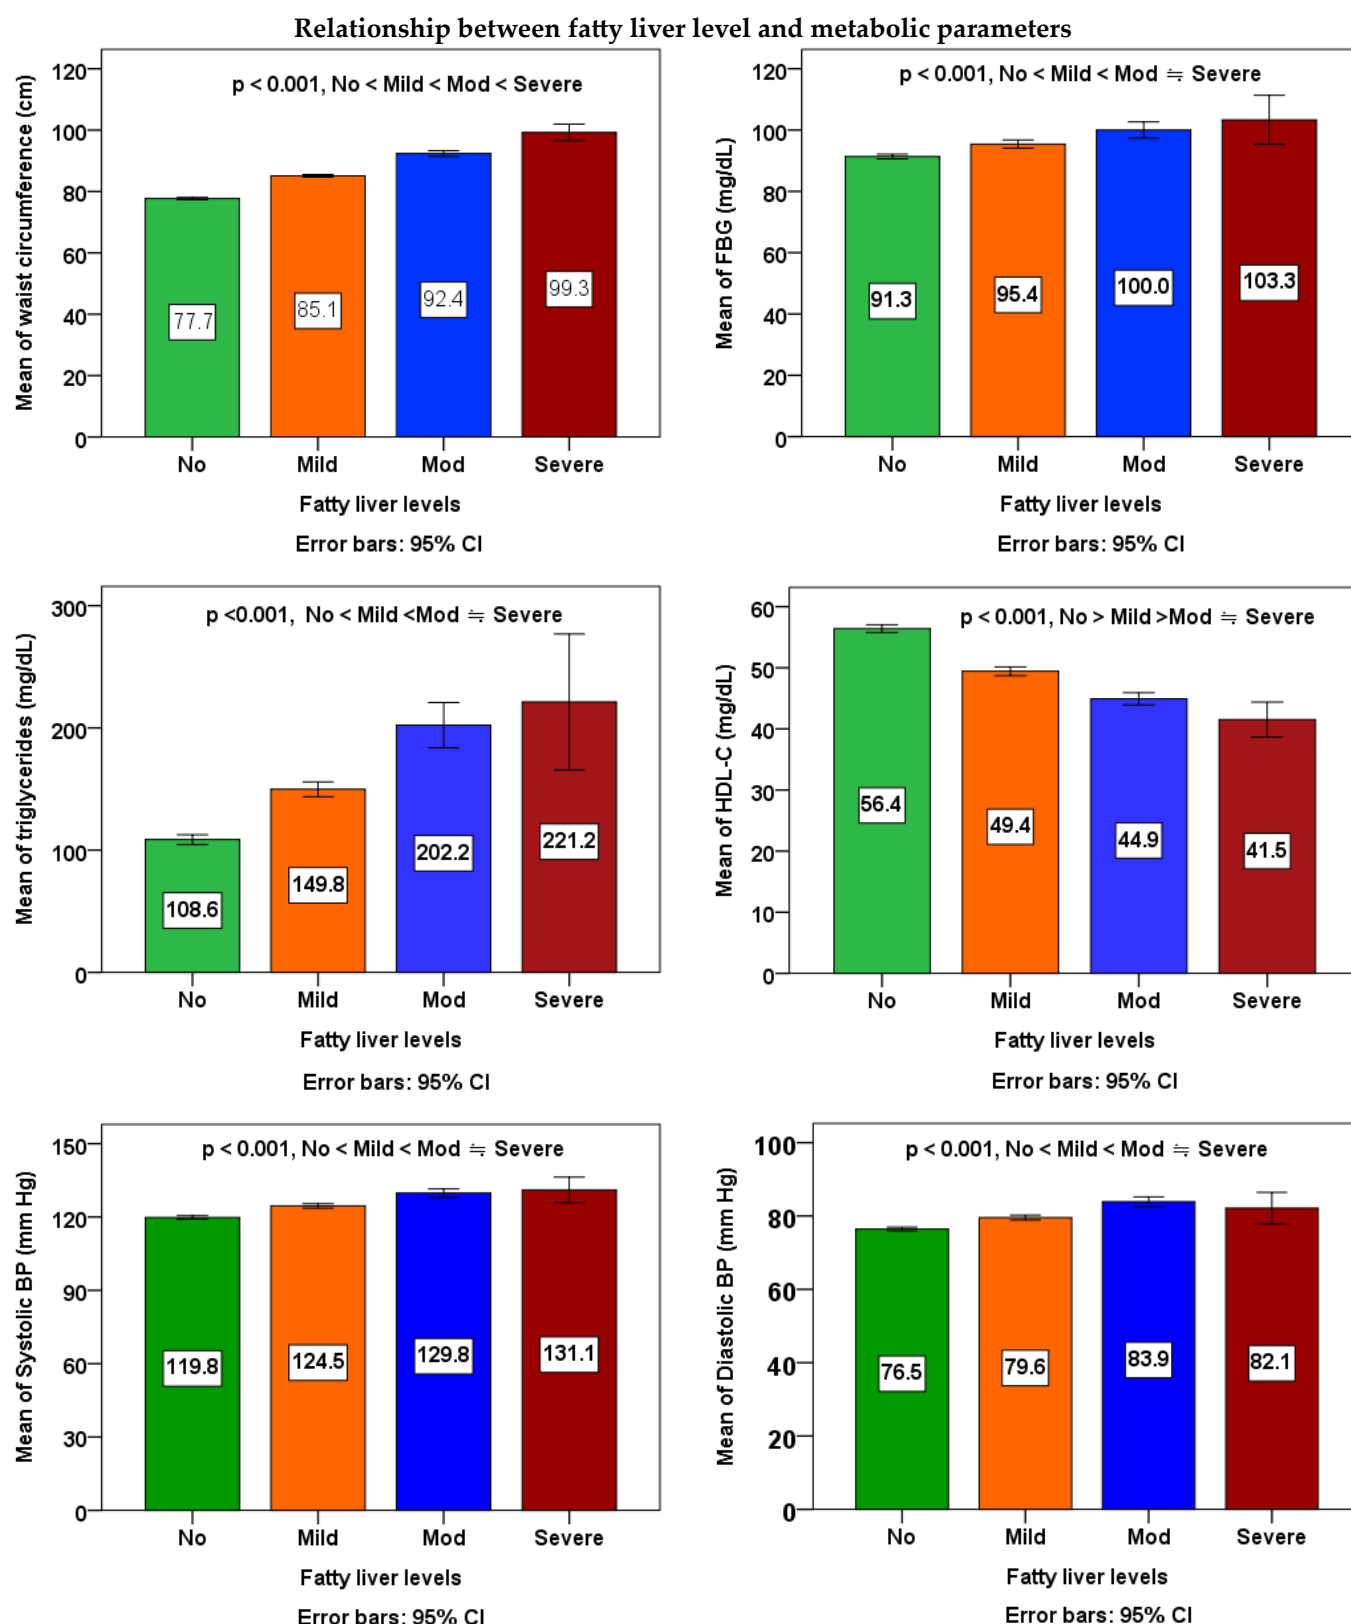 Relationship between fatty liver level and metabolic parameters
p < 0.001, No < Mild < Mod < Severe
Mean of waist circumference (cm)
120
100
80
60
40
20
0
77.7
85.1
92.4
99.3
No Mild Mod Severe
Fatty liver levels
Error bars: 95% CI
p < 0.001, No < Mild < Mod ≒ Severe
Mean of FBG (mg/dL)
120
100
80
60
40
20
0
91.3
95.4
100.0
103.3
No Mild Mod Severe
Fatty liver levels
Error bars: 95% CI
p <0.001, No < Mild <Mod ≒ Severe
Mean of triglycerides (mg/dL)
300
200
100
0
108.6
149.8
202.2
221.2
No Mild Mod Severe
Fatty liver levels
Error bars: 95% CI
p < 0.001, No > Mild >Mod ≒ Severe
Mean of HDL-C (mg/dL)
60
50
40
30
20
10
0
56.4
49.4
44.9
41.5
No Mild Mod Severe
Fatty liver levels
Error bars: 95% CI
p < 0.001, No < Mild < Mod ≒ Severe
Mean of Systolic BP (mm Hg)
150
120
90
60
30
0
119.8
124.5
129.8
131.1
No Mild Mod Severe
Fatty liver levels
Error bars: 95% CI
p < 0.001, No < Mild < Mod ≒ Severe
Mean of Diastolic BP (mm Hg)
100
80
60
40
20
0
76.5
79.6
83.9
82.1
No Mild Mod Severe
Fatty liver levels
Error bars: 95% CI